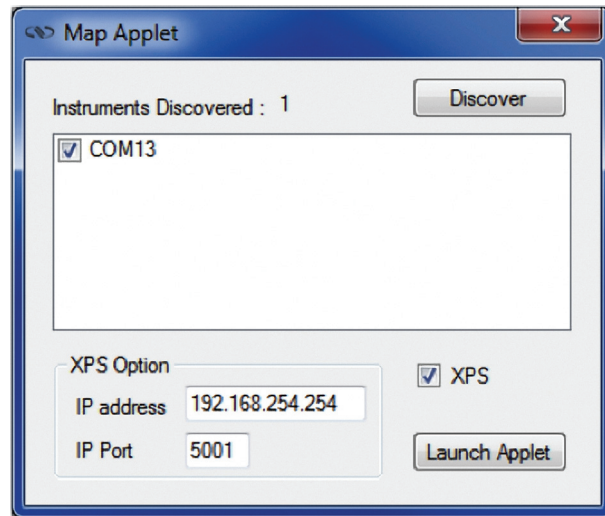 Map Applet
Instruments Discovered : 1
Discover
COM13
XPS Option
IP address 192.168.254.254
IP Port 5001
XPS
Launch Applet